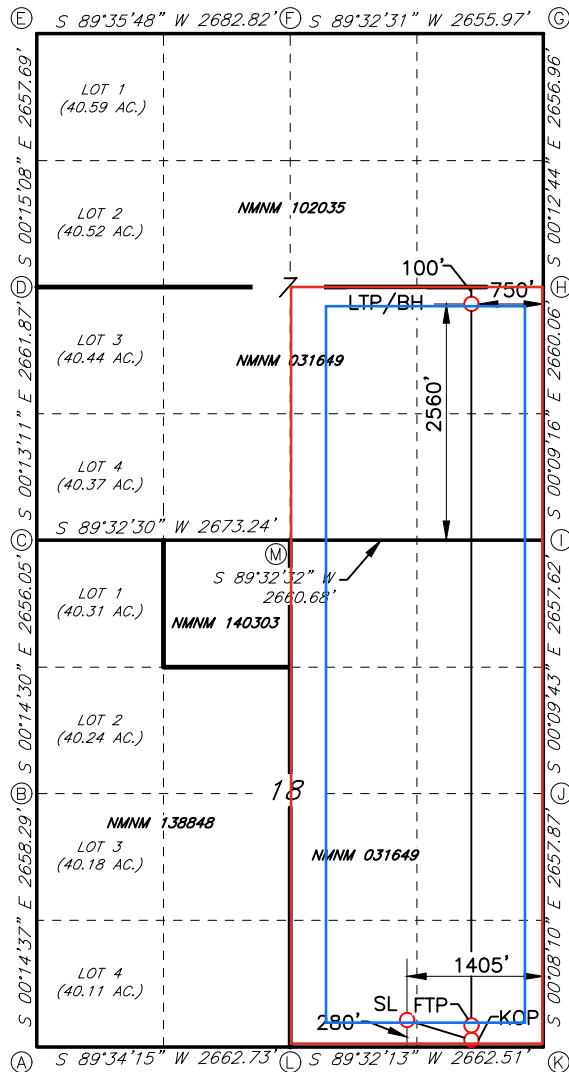 E S 89°35'48" W 2682.82' F S 89°32'31" W 2655.97' G
S 00°15'08" E 2657.69'
LOT 1
(40.59 AC.)
S 00°12'44" E 2656.96'
LOT 2
(40.52 AC.)
NMNM 102035
100'
D 7 H
LTP/BH
750'
S 00°13'11" E 2661.87'
LOT 3
(40.44 AC.)
NMNM 031649
2560'
S 00°09'16" E 2660.06'
LOT 4
(40.37 AC.)
S 89°32'30" W 2673.24'
C M I
S 89°32'32" W
2660.68'
S 00°14'30" E 2656.05'
LOT 1
(40.31 AC.)
NMNM 140303
S 00°09'43" E 2657.62'
LOT 2
(40.24 AC.)
B 18 J
S 00°14'37" E 2658.29'
LOT 3
(40.18 AC.)
NMNM 138848
NMNM 031649
S 00°08'10" E 2657.87'
LOT 4
(40.11 AC.)
1405'
SL FTP KOP
280'
A S 89°34'15" W 2662.73' L S 89°32'13" W 2662.51' K